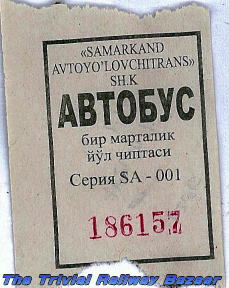 «SAMARKAND
AVTOYO'LOVCHITRANS»
SH.K
АВТОБУС
бир марталик
йўл чиптаси
Серия SA - 001
186157
The Trivial Railway Bazaar